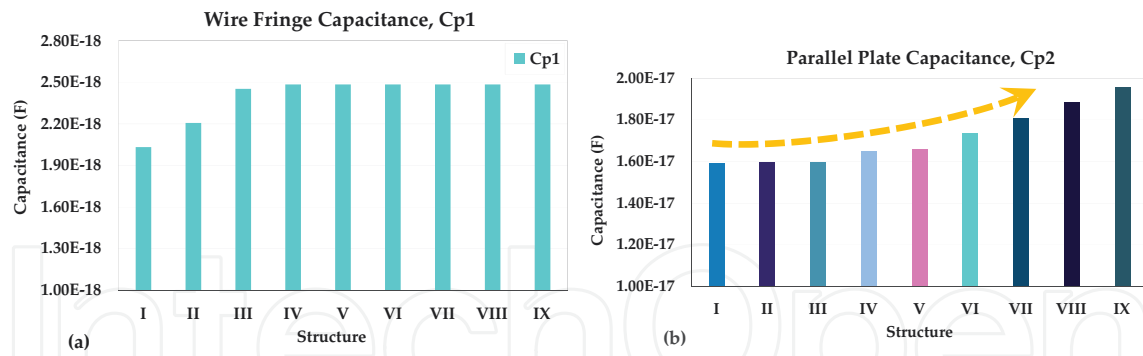 Wire Fringe Capacitance, Cp1
Cp1
Capacitance (F)
2.80E-18
2.50E-18
2.20E-18
1.90E-18
1.60E-18
1.30E-18
1.00E-18
I II III IV V VI VII VIII IX
Structure
(a)
Parallel Plate Capacitance, Cp2
Capacitance (F)
2.00E-17
1.80E-17
1.60E-17
1.40E-17
1.20E-17
1.00E-17
I II III IV V VI VII VIII IX
Structure
(b)
IntechOpen